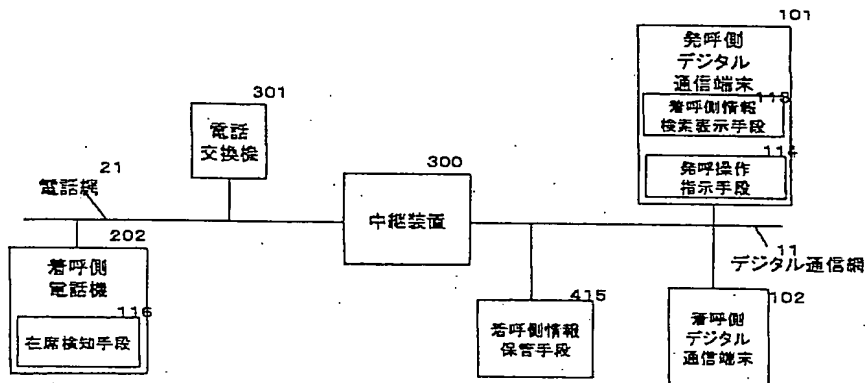 101
発呼側
デジタル
通信端末
115
着呼側情報
検索表示手段
114
発呼操作
指示手段
301
電話
交換機
21
電話網
300
中継装置
11
デジタル通信網
202
着呼側
電話機
116
在席検知手段
415
着呼側情報
保管手段
102
着呼側
デジタル
通信端末